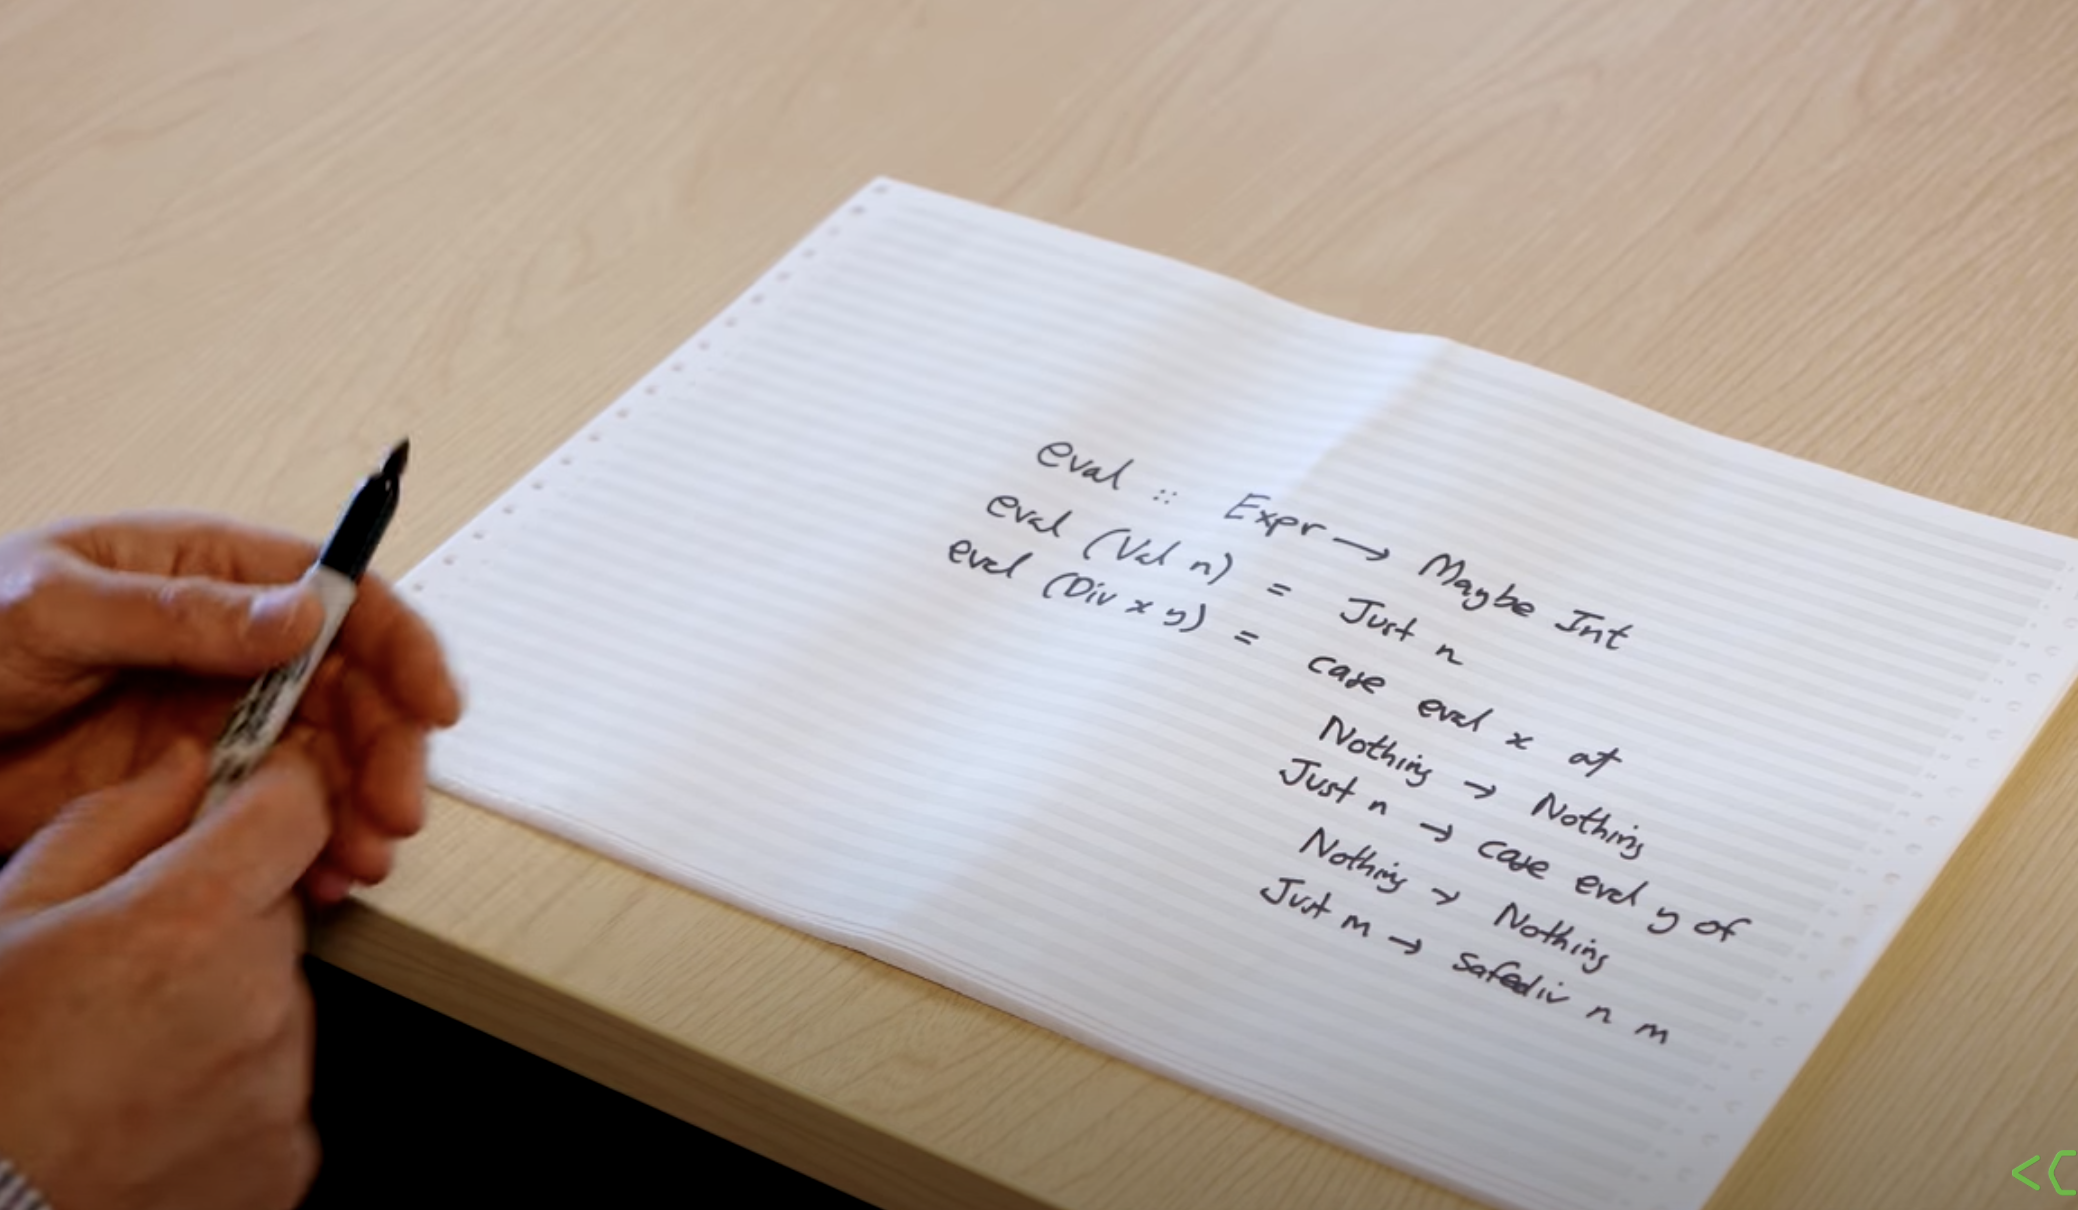 eval :: Expr → Maybe Int
eval (Val n) = Just n
eval (Div x y) = case eval x of
Nothing → Nothing
Just n → case eval y of
Nothing → Nothing
Just m → safediv n m
<C